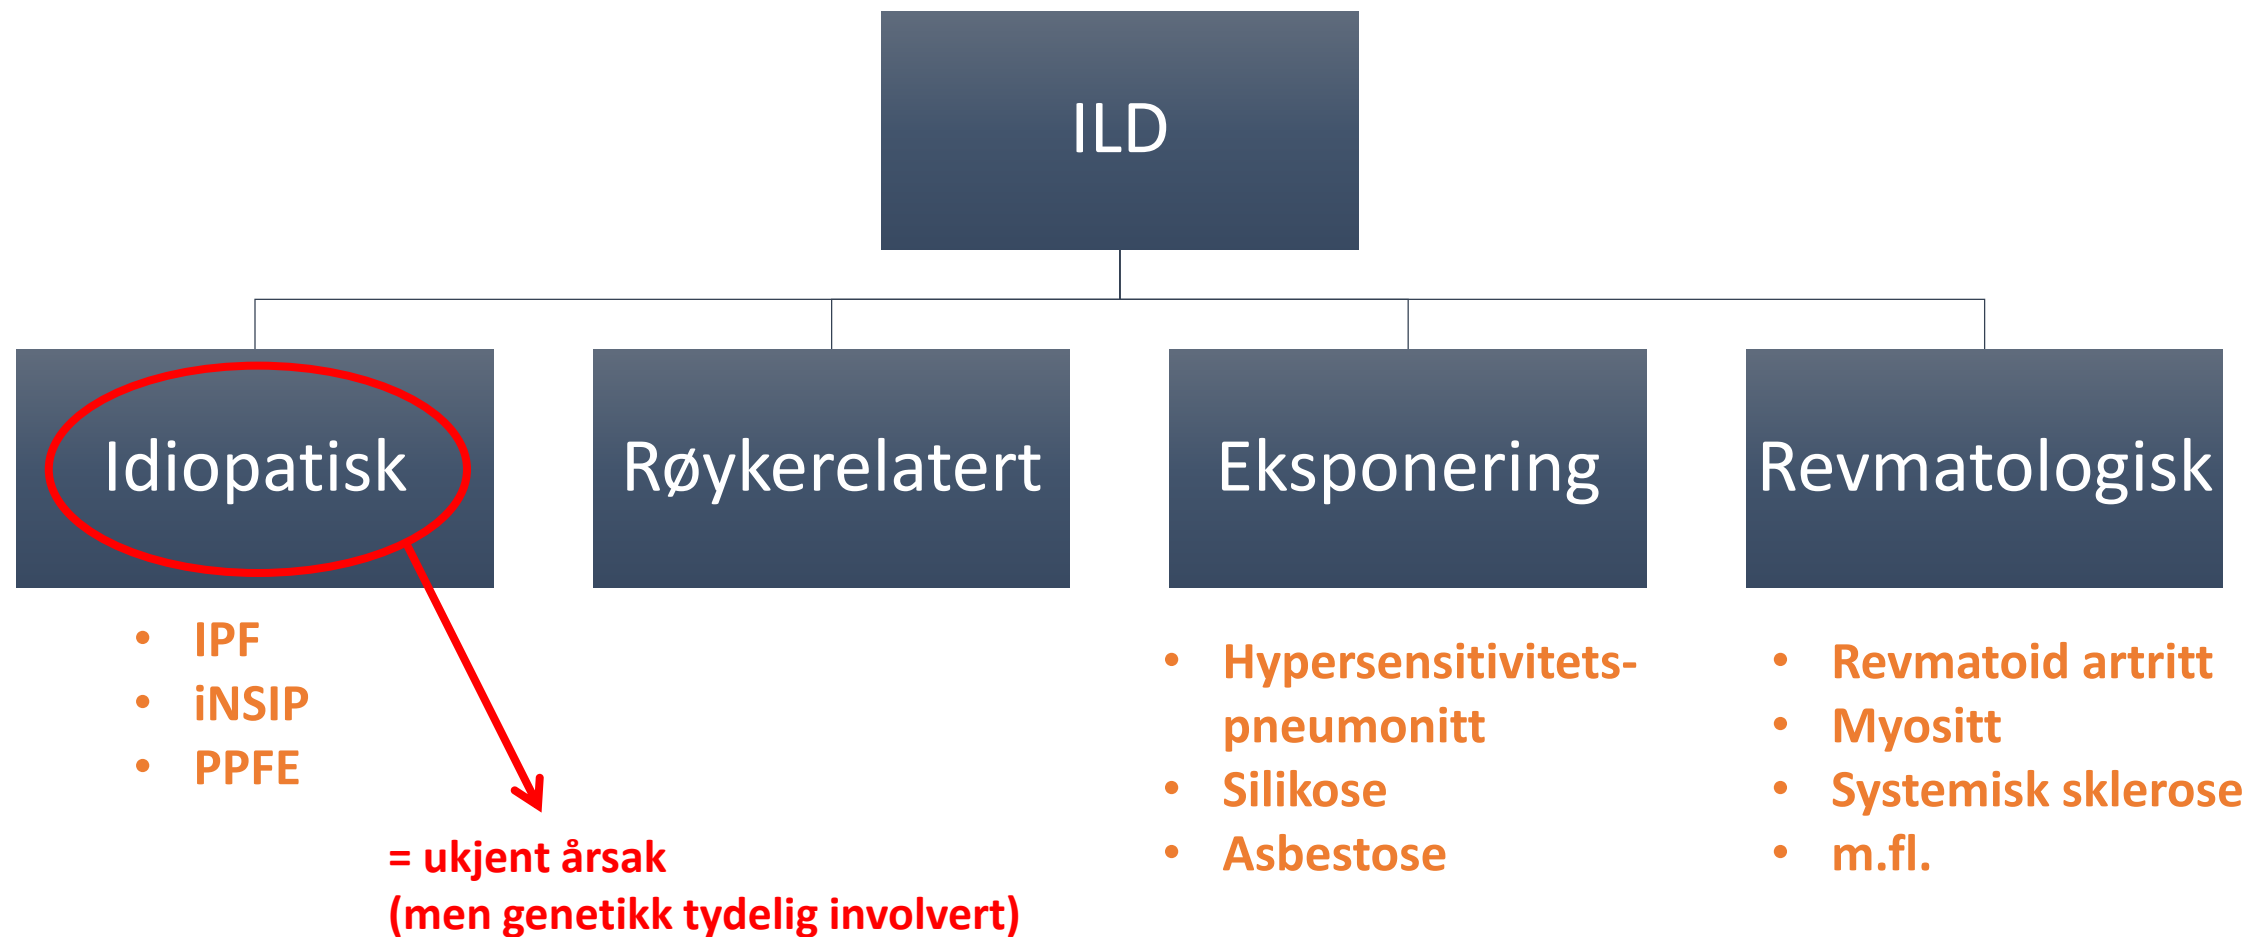 ILD
Idiopatisk
Røykerelatert
Eksponering
Revmatologisk
• IPF
• iNSIP
• PPFE
= ukjent årsak
(men genetikk tydelig involvert)
• Hypersensitivitets-
pneumonitt
• Silikose
• Asbestose
• Revmatoid artritt
• Myositt
• Systemisk sklerose
• m.fl.